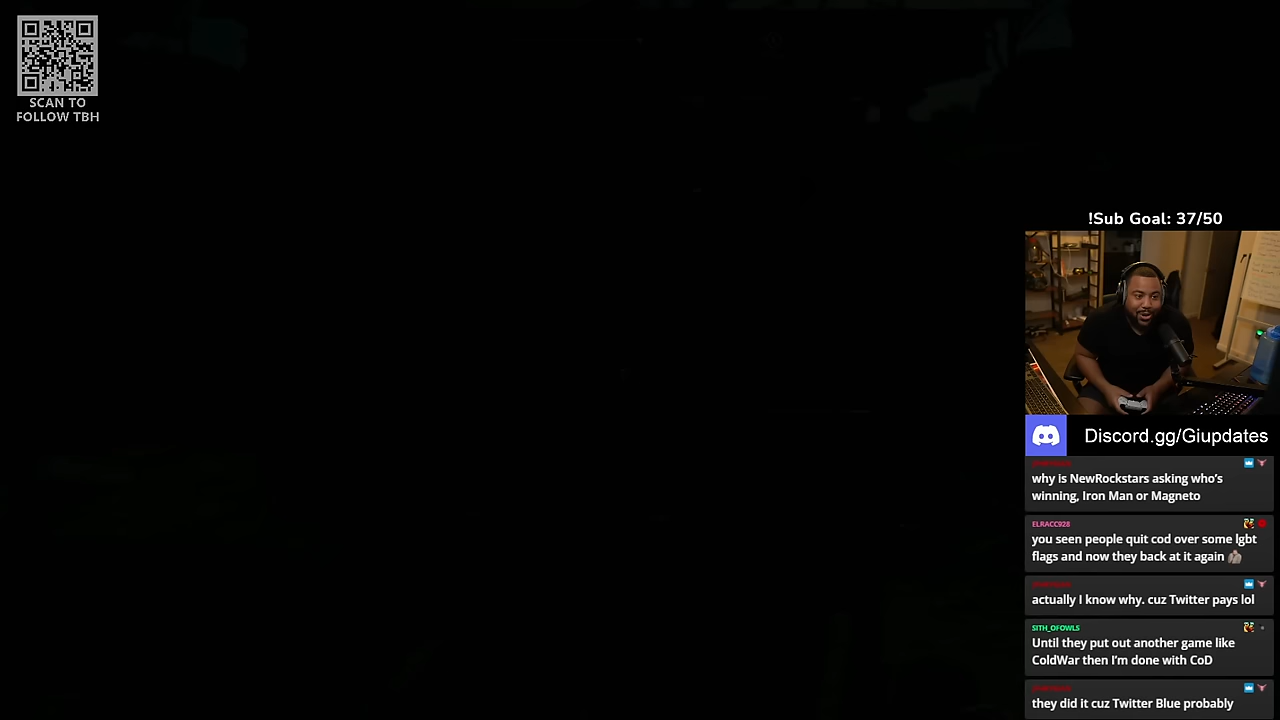 SCAN TO
FOLLOW TBH
!Sub Goal: 37/50
Discord.gg/Giupdates
why is NewRockstars asking who's
winning, Iron Man or Magneto
ELRACC928
you seen people quit cod over some lgbt
flags and now they back at it again
actually I know why. cuz Twitter pays lol
SITH_OFOWLS
Until they put out another game like
ColdWar then I'm done with CoD
they did it cuz Twitter Blue probably